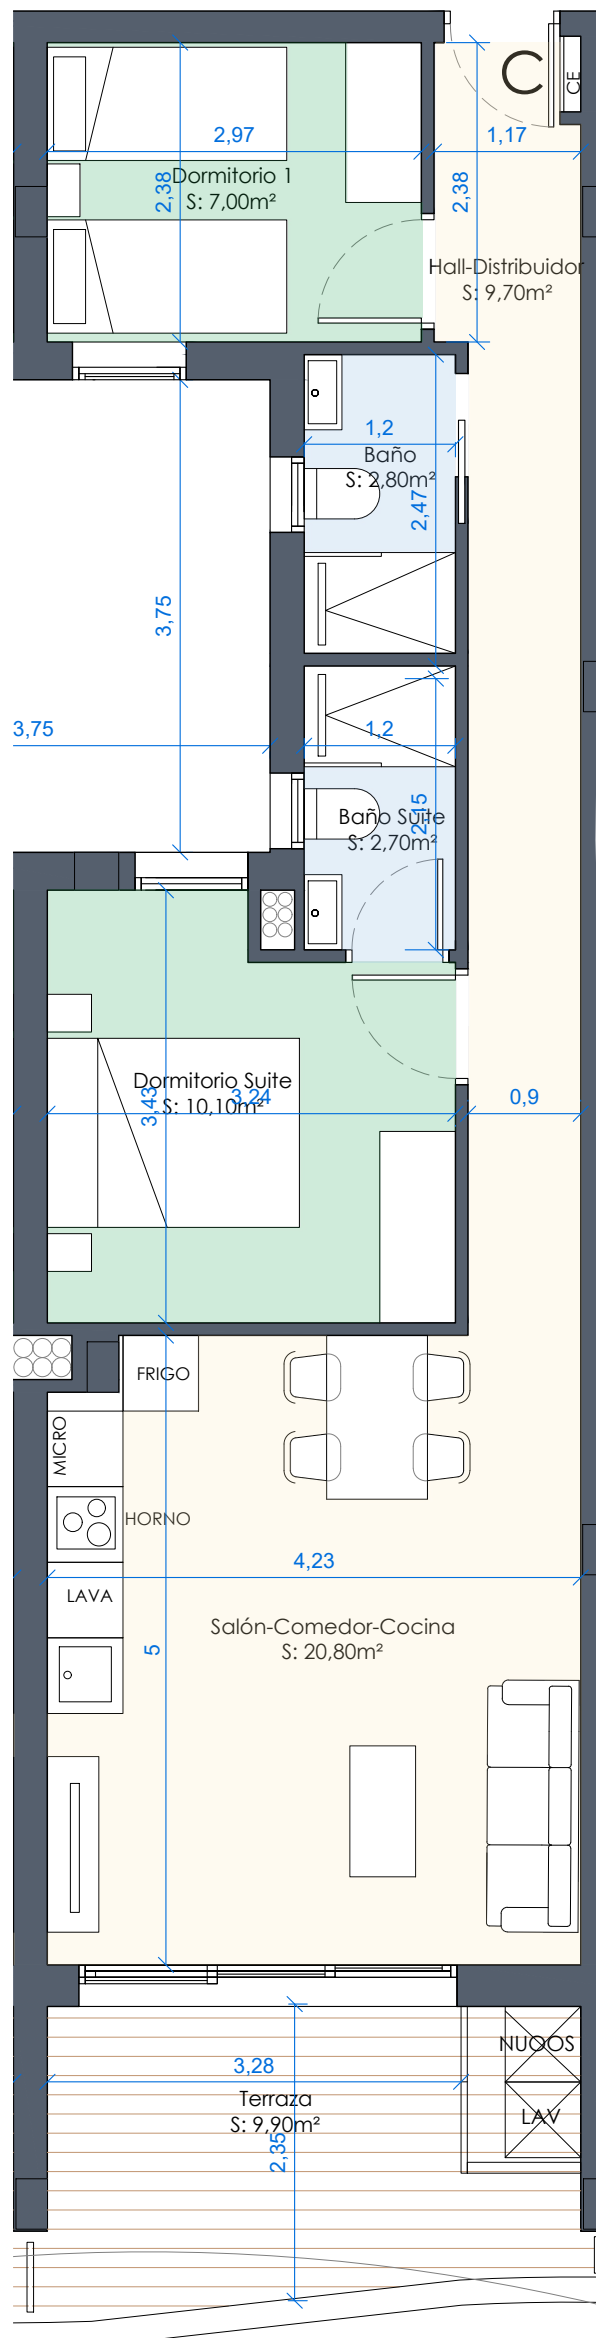 C
CE
2,97
1,17
Dormitorio 1
S: 7,00m²
2,38
2,38
Hall-Distribuidor
S: 9,70m²
1,2
Baño
S: 2,80m²
2,47
3,75
3,75
1,2
Baño Suite
S: 2,70m²
2,15
Dormitorio Suite
S: 10,10m²
3,43
3,24
0,9
FRIGO
MICRO
HORNO
4,23
LAVA
Salón-Comedor-Cocina
S: 20,80m²
5
NUOOS
3,28
Terraza
S: 9,90m²
LAV
2,35